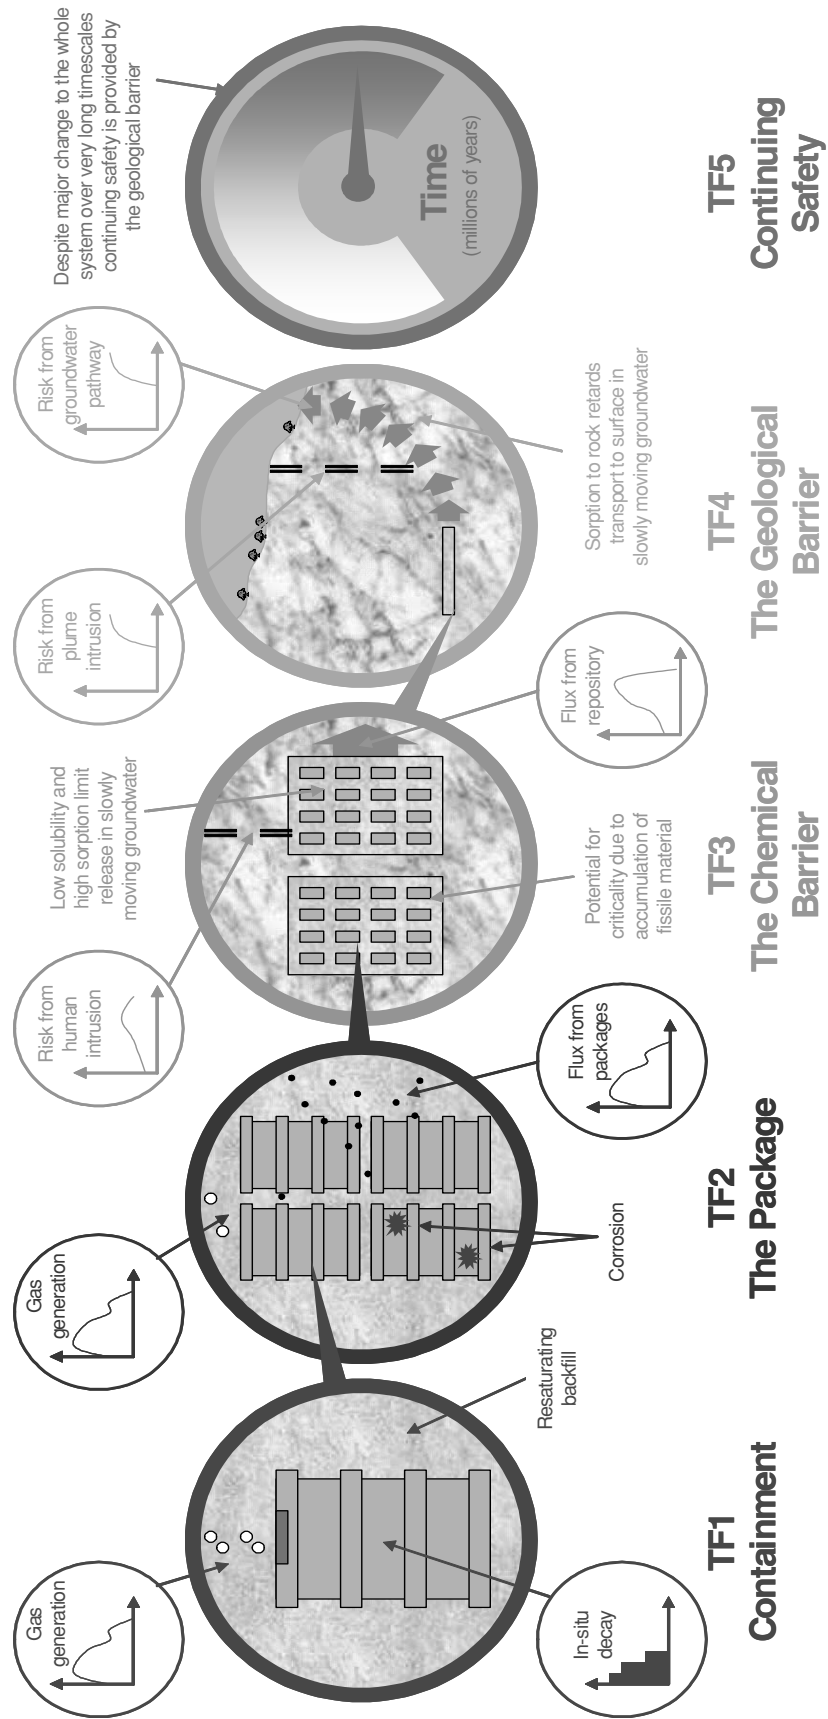 Gas
generation
In-situ
decay
Resaturating
backfill
TF1
Containment
Gas
generation
Corrosion
Flux from
packages
TF2
The Package
Risk from
human
intrusion
Low solubility and
high sorption limit
release in slowly
moving groundwater
Potential for
criticality due to
accumulation of
fissile material
Flux from
repository
TF3
The Chemical
Barrier
Risk from
plume
intrusion
Risk from
groundwater
pathway
Sorption to rock retards
transport to surface in
slowly moving groundwater
TF4
The Geological
Barrier
Despite major change to the whole
system over very long timescales
continuing safety is provided by
the geological barrier
Time
(millions of years)
TF5
Continuing
Safety